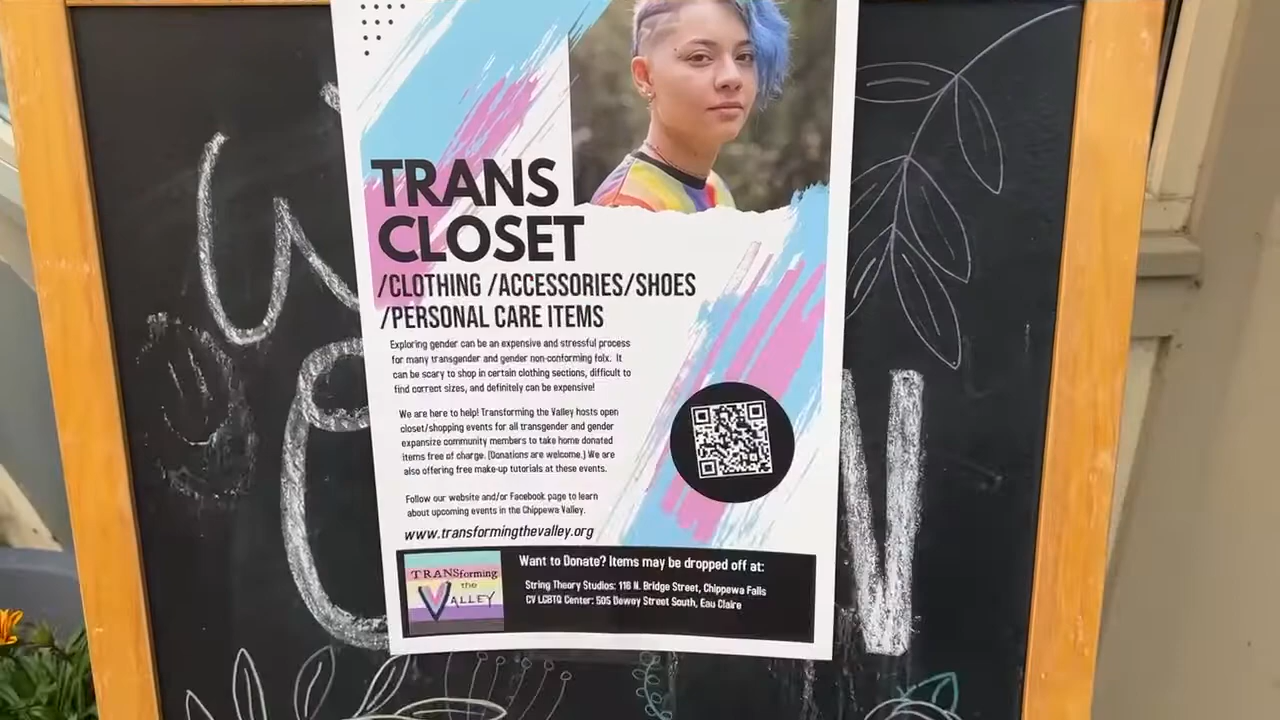 TRANS
CLOSET
/CLOTHING /ACCESSORIES/SHOES
/PERSONAL CARE ITEMS
Exploring gender can be an expensive and stressful process
for many transgender and gender non-conforming folx. It
can be scary to shop in certain clothing sections, difficult to
find correct sizes, and definitely can be expensive!
We are here to help! Transforming the Valley hosts open
closet/shopping events for all transgender and gender
expansize community members to take home donated
items free of charge. (Donations are welcome.) We are
also offering free make-up tutorials at these events.
Follow our website and/or Facebook page to learn
about upcoming events in the Chippewa Valley.
www.transformingthevalley.org
TRANSforming
the
VALLEY
Want to Donate? Items may be dropped off at:
String Theory Studios: 116 N. Bridge Street, Chippewa Falls
CV LGBTQ Center: 505 Dewey Street South, Eau Claire
N